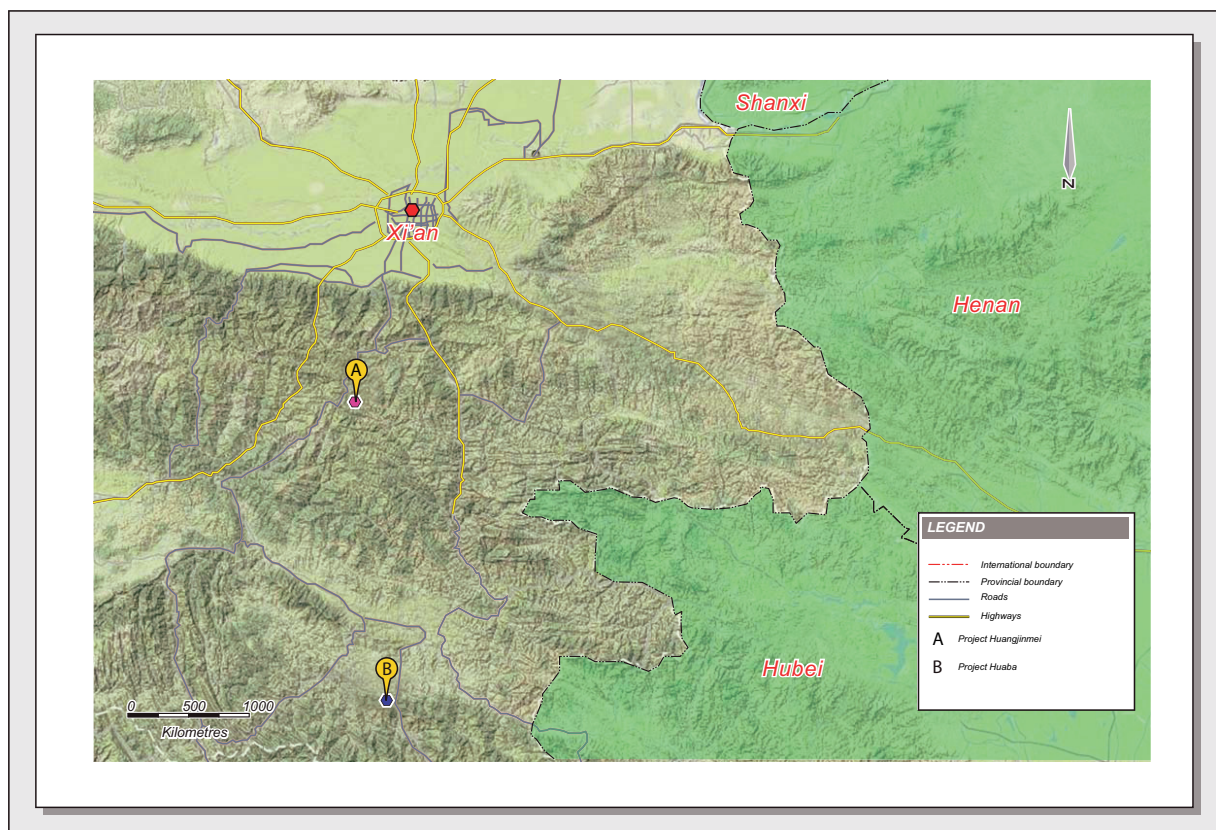 Shanxi
N
Xi'an
Henan
A
LEGEND
International boundary
Provincial boundary
Roads
Highways
A Project Huangjinmei
B Project Huaba
Hubei
B
0 500 1000
Kilometres